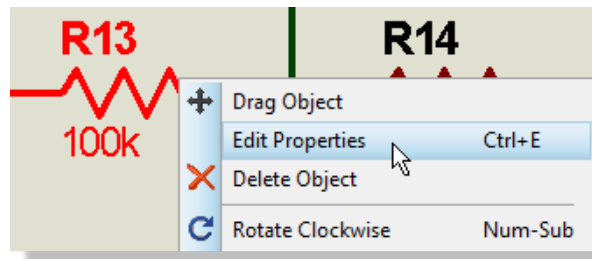 R13 R14
Drag Object
100k
Edit Properties Ctrl+E
Delete Object
Rotate Clockwise Num-Sub